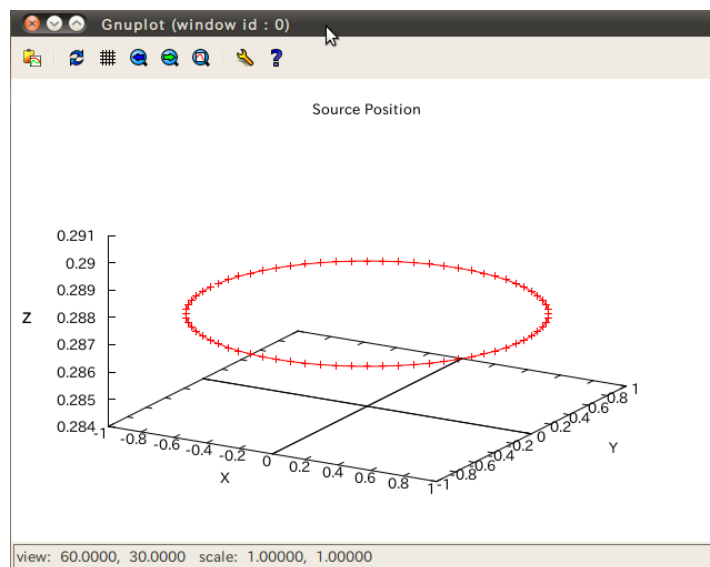 Gnuplot (window id : 0)
Source Position
0.291
0.29
0.289
0.288
0.287
0.286
0.285
0.284
Z
-1 -0.8 -0.6 -0.4 -0.2 0 0.2 0.4 0.6 0.8 1
X
-1 -0.8 -0.6 -0.4 -0.2 0 0.2 0.4 0.6 0.8 1
Y
view: 60.0000, 30.0000 scale: 1.00000, 1.00000